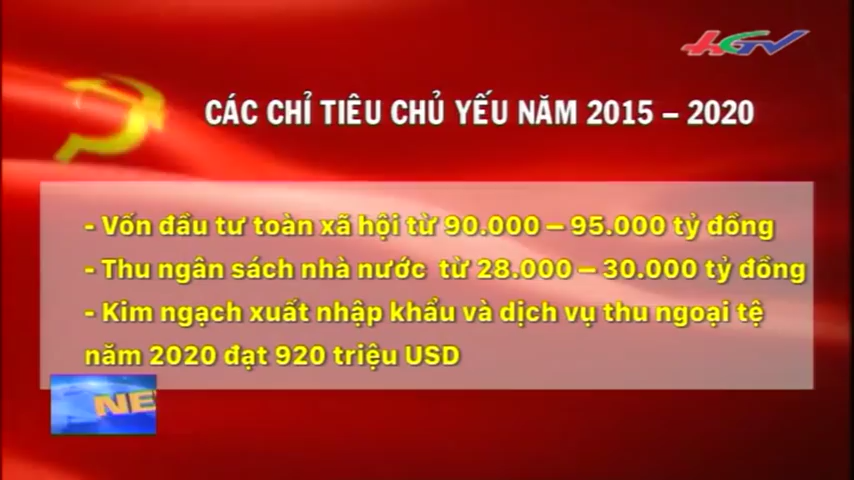 HGTV
CÁC CHỈ TIÊU CHỦ YẾU NĂM 2015 – 2020
- Vốn đầu tư toàn xã hội từ 90.000 – 95.000 tỷ đồng
- Thu ngân sách nhà nước từ 28.000 – 30.000 tỷ đồng
- Kim ngạch xuất nhập khẩu và dịch vụ thu ngoại tệ
năm 2020 đạt 920 triệu USD
NE